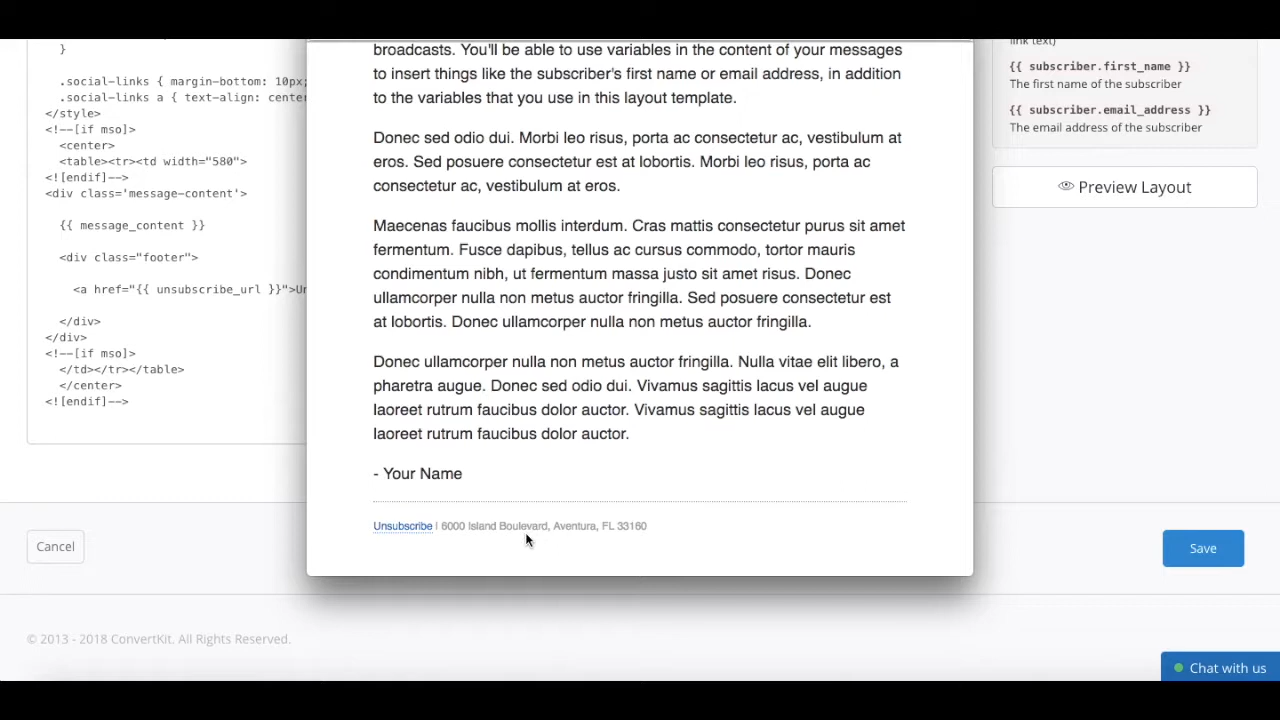 }
.social-links { margin-bottom: 10px;
.social-links a { text-align: center
</style>
<!--[if mso]>
<center>
<table><tr><td width="580">
<![endif]-->
<div class='message-content'>
{{ message_content }}
<div class="footer">
<a href="{{ unsubscribe_url }}">Un
</div>
</div>
<!--[if mso]>
</td></tr></table>
</center>
<![endif]-->
broadcasts. You'll be able to use variables in the content of your messages
to insert things like the subscriber's first name or email address, in addition
to the variables that you use in this layout template.
Donec sed odio dui. Morbi leo risus, porta ac consectetur ac, vestibulum at
eros. Sed posuere consectetur est at lobortis. Morbi leo risus, porta ac
consectetur ac, vestibulum at eros.
Maecenas faucibus mollis interdum. Cras mattis consectetur purus sit amet
fermentum. Fusce dapibus, tellus ac cursus commodo, tortor mauris
condimentum nibh, ut fermentum massa justo sit amet risus. Donec
ullamcorper nulla non metus auctor fringilla. Sed posuere consectetur est
at lobortis. Donec ullamcorper nulla non metus auctor fringilla.
Donec ullamcorper nulla non metus auctor fringilla. Nulla vitae elit libero, a
pharetra augue. Donec sed odio dui. Vivamus sagittis lacus vel augue
laoreet rutrum faucibus dolor auctor. Vivamus sagittis lacus vel augue
laoreet rutrum faucibus dolor auctor.
- Your Name
Unsubscribe | 6000 Island Boulevard, Aventura, FL 33160
link text)
{{ subscriber.first_name }}
The first name of the subscriber
{{ subscriber.email_address }}
The email address of the subscriber
Preview Layout
Cancel
Save
© 2013 - 2018 ConvertKit. All Rights Reserved.
Chat with us